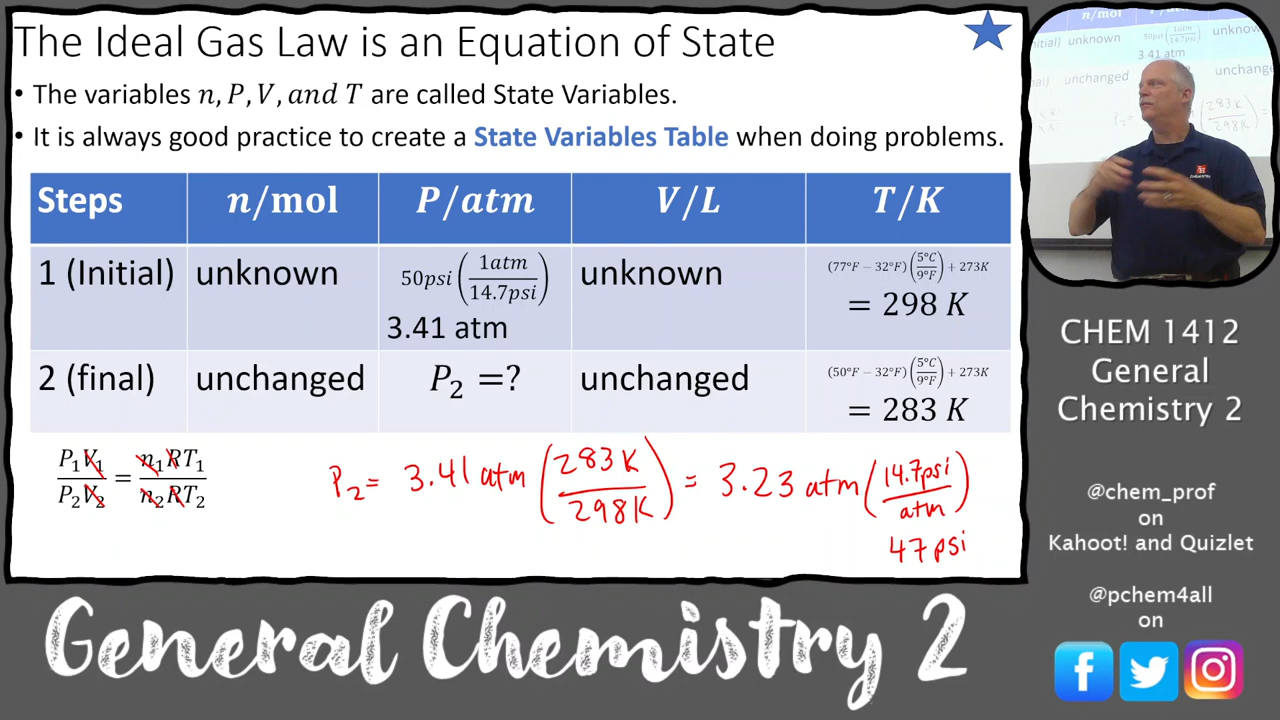 The Ideal Gas Law is an Equation of State
• The variables n, P, V, and T are called State Variables.
• It is always good practice to create a State Variables Table when doing problems.
Steps n/mol P/atm V/L T/K
1 (Initial) unknown 50psi (1atm/14.7psi) 3.41 atm unknown (77°F − 32°F)(5°C/9°F) + 273K = 298 K
2 (final) unchanged P₂ =? unchanged (50°F − 32°F)(5°C/9°F) + 273K = 283 K
P₁V₁/P₂V₂ = n₁RT₁/n₂RT₂
P₂= 3.41 atm (283K/298K) = 3.23 atm (14.7psi/atm)
47psi
CHEM 1412
General
Chemistry 2
@chem_prof
on
Kahoot! and Quizlet
@pchem4all
on
General Chemistry 2